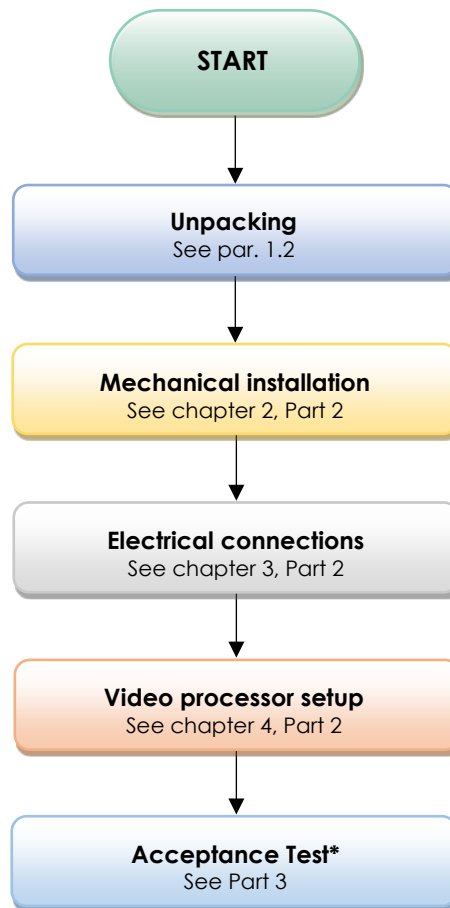 START
Unpacking
See par. 1.2
Mechanical installation
See chapter 2, Part 2
Electrical connections
See chapter 3, Part 2
Video processor setup
See chapter 4, Part 2
Acceptance Test*
See Part 3